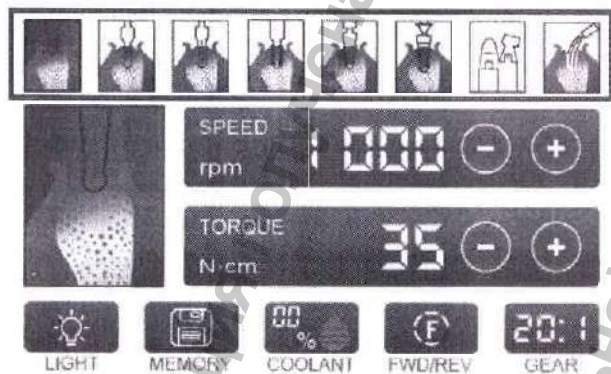 SPEED
rpm
1000
- +
TORQUE
N·cm
35
- +
00
%
F
20:1
LIGHT MEMORY COOLANT FWD/REV GEAR